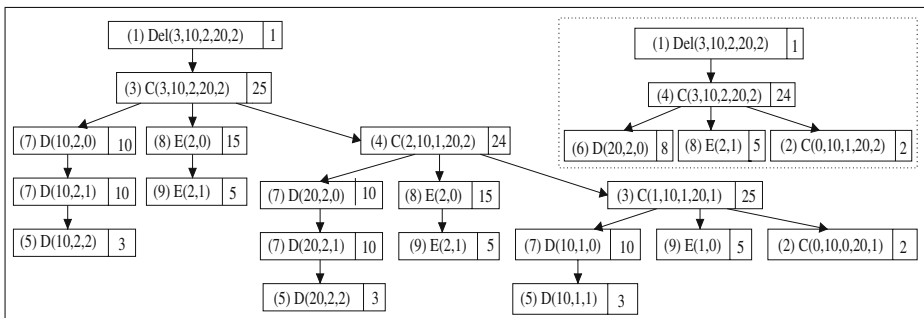 (1) Del(3,10,2,20,2) 1 (1) Del(3,10,2,20,2) 1
(3) C(3,10,2,20,2) 25 (4) C(3,10,2,20,2) 24
(7) D(10,2,0) 10 (8) E(2,0) 15 (4) C(2,10,1,20,2) 24 (6) D(20,2,0) 8 (8) E(2,1) 5 (2) C(0,10,1,20,2) 2
(7) D(10,2,1) 10 (9) E(2,1) 5 (7) D(20,2,0) 10 (8) E(2,0) 15 (3) C(1,10,1,20,1) 25
(5) D(10,2,2) 3 (7) D(20,2,1) 10 (9) E(2,1) 5 (7) D(10,1,0) 10 (9) E(1,0) 5 (2) C(0,10,0,20,1) 2
(5) D(20,2,2) 3 (5) D(10,1,1) 3